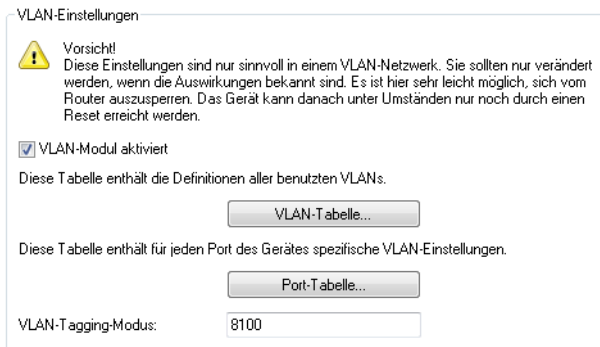 VLAN-Einstellungen
Vorsicht!
Diese Einstellungen sind nur sinnvoll in einem VLAN-Netzwerk. Sie sollten nur verändert
werden, wenn die Auswirkungen bekannt sind. Es ist hier sehr leicht möglich, sich vom
Router auszusperren. Das Gerät kann danach unter Umständen nur noch durch einen
Reset erreicht werden.
VLAN-Modul aktiviert
Diese Tabelle enthält die Definitionen aller benutzten VLANs.
VLAN-Tabelle...
Diese Tabelle enthält für jeden Port des Gerätes spezifische VLAN-Einstellungen.
Port-Tabelle...
VLAN-Tagging-Modus: 8100